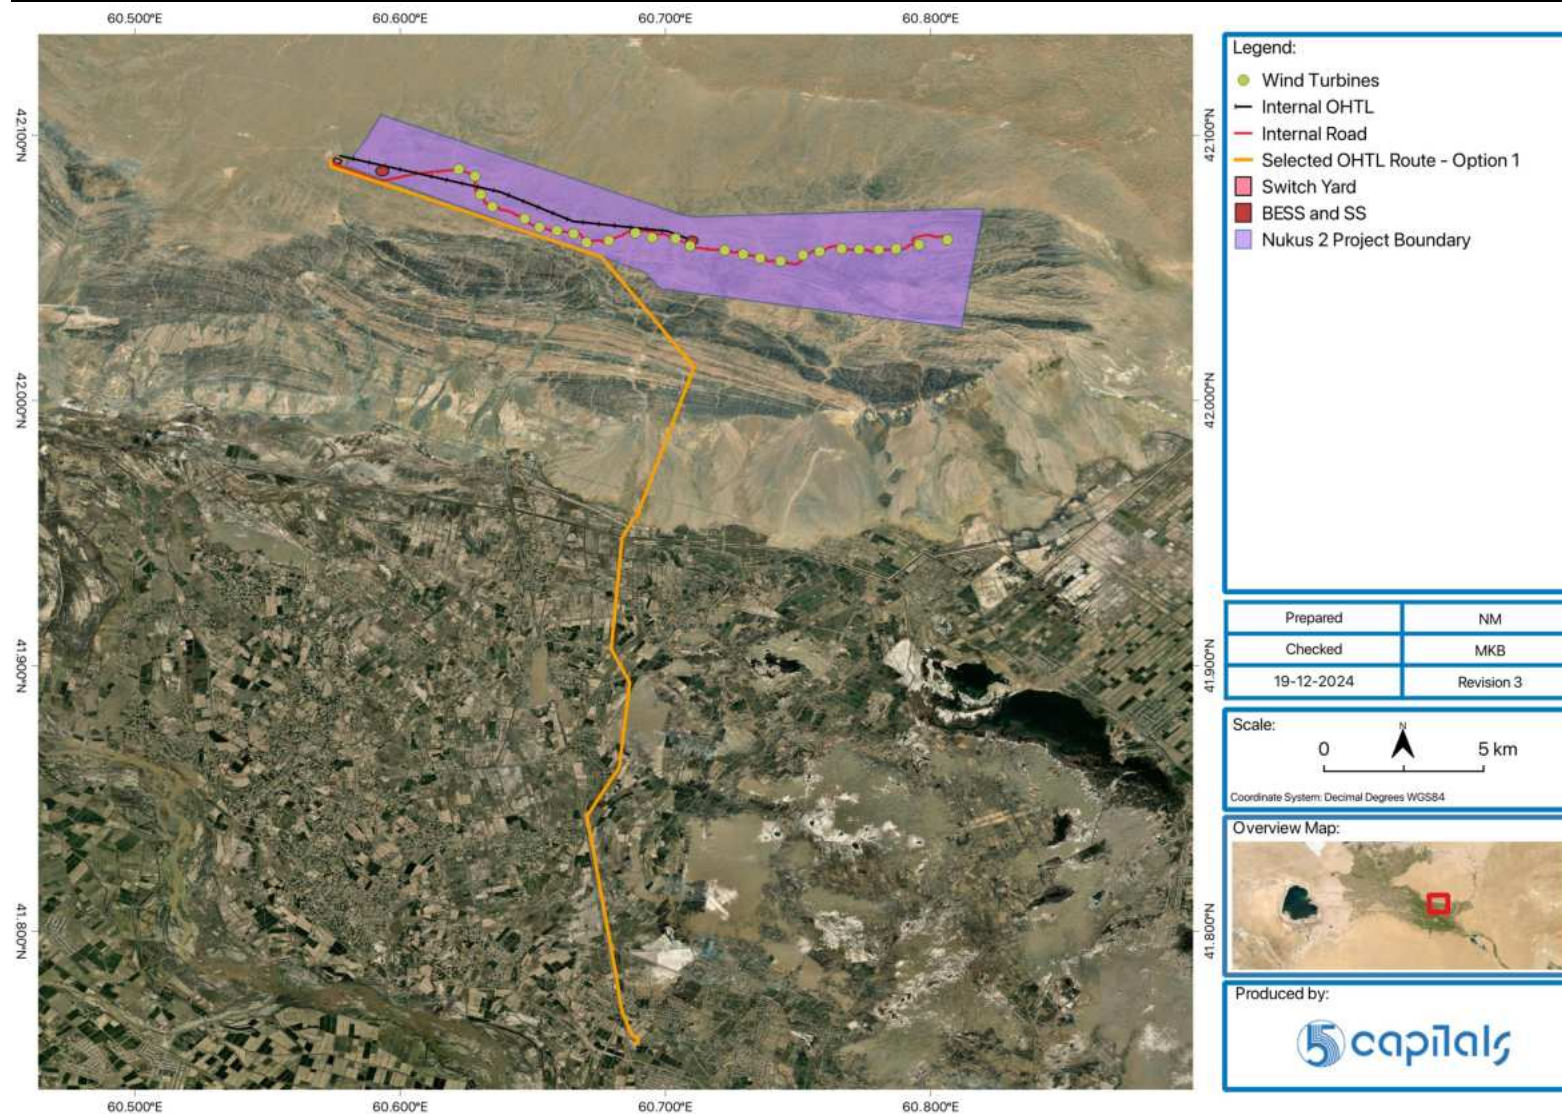 60.500°E 60.600°E 60.700°E 60.800°E
42.100°N
42.000°N
41.900°N
41.800°N
42.100°N
42.000°N
41.900°N
41.800°N
60.500°E 60.600°E 60.700°E 60.800°E
Legend:
Wind Turbines
Internal OHTL
Internal Road
Selected OHTL Route - Option 1
Switch Yard
BESS and SS
Nukus 2 Project Boundary
Prepared NM
Checked MKB
19-12-2024 Revision 3
Scale:
N
0 5 km
Coordinate System: Decimal Degrees WGS84
Overview Map:
Produced by:
5 capitals